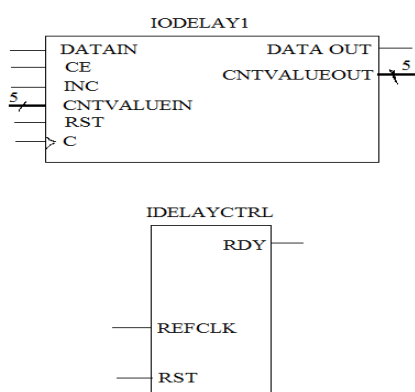 IODELAY1
DATAIN DATA OUT
CE
CNTVALUEOUT 5
INC
5 CNTVALUEIN
RST
C
IDELAYCTRL
RDY
REFCLK
RST